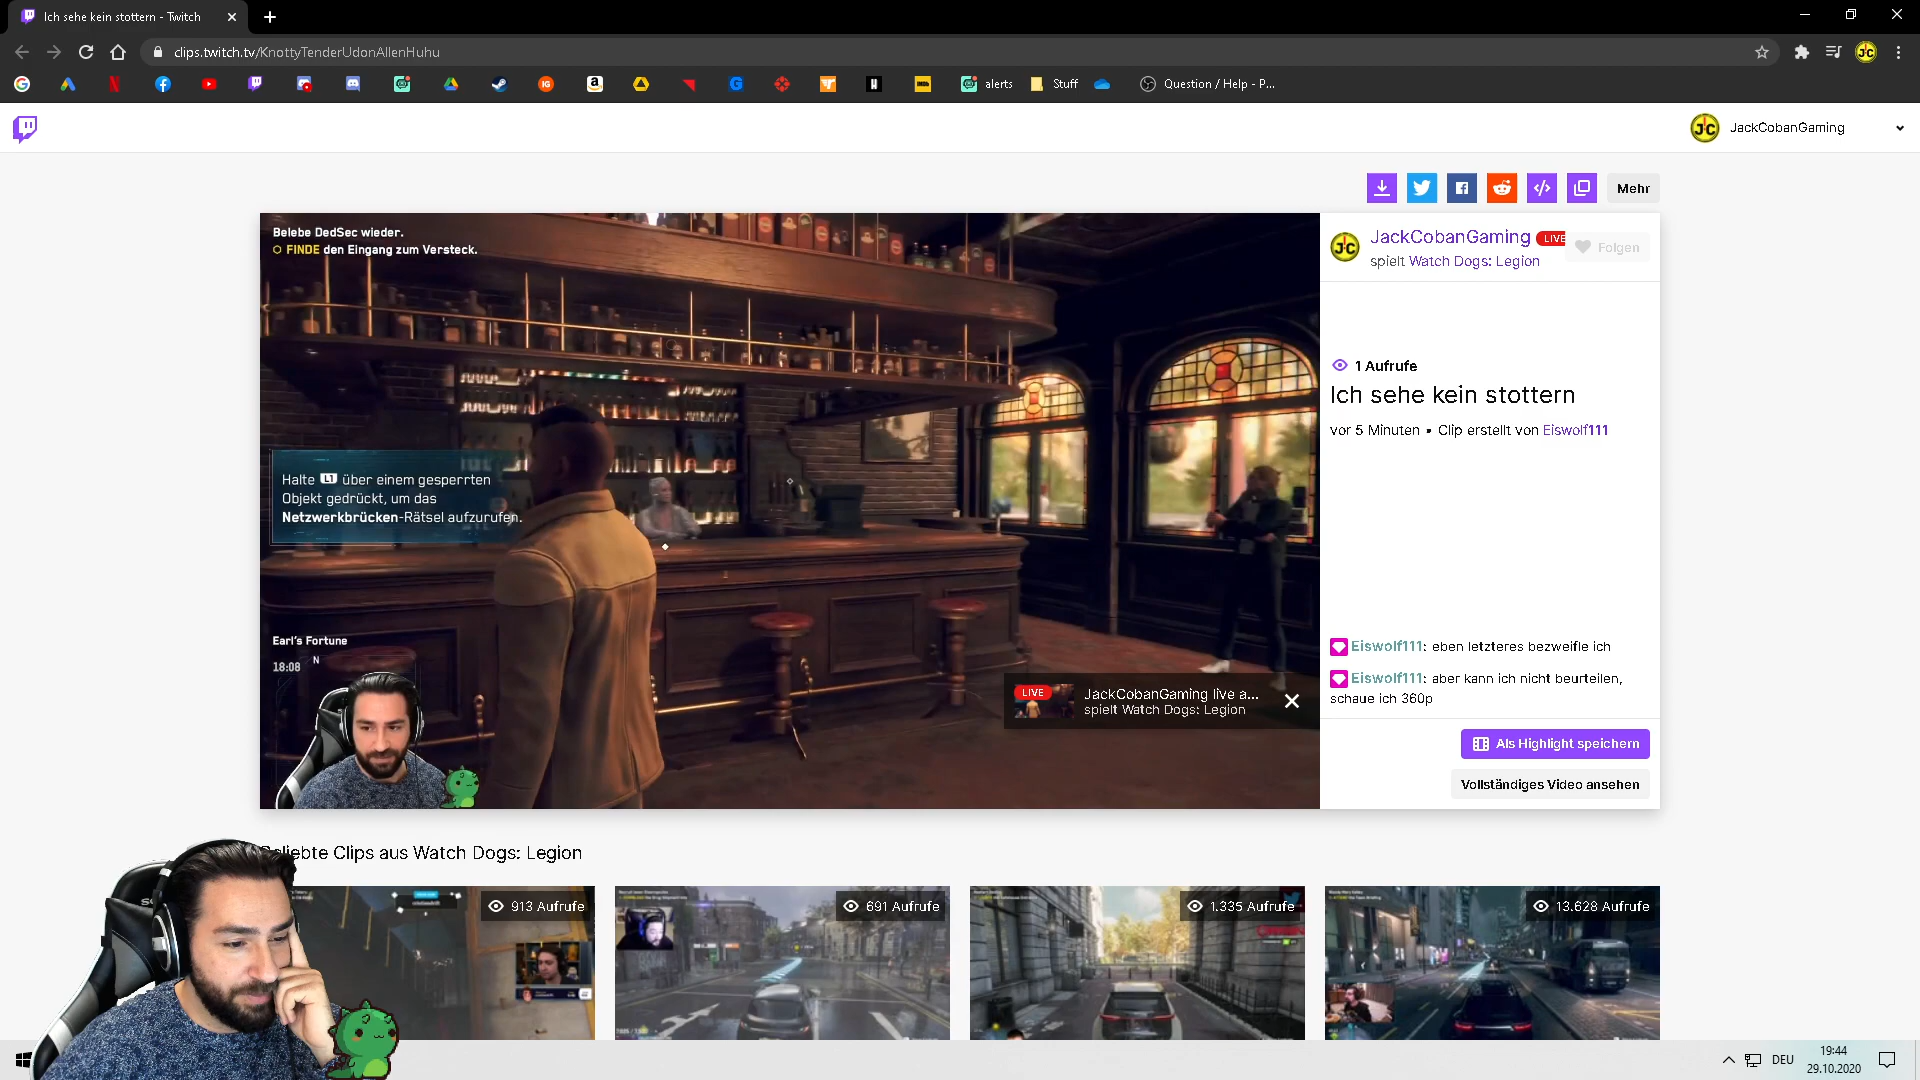 Ich sehe kein stottern - Twitch
clips.twitch.tv/KnottyTenderUdonAllenHuhu
alerts
Stuff
Question / Help - P...
JackCobanGaming
Mehr
Belebe DedSec wieder.
FINDE den Eingang zum Versteck.
Halte L1 über einem gesperrten
Objekt gedrückt, um das
Netzwerkbrücken-Rätsel aufzurufen.
Earl's Fortune
N
18:08
LIVE
JackCobanGaming live a...
spielt Watch Dogs: Legion
JackCobanGaming LIVE
Folgen
spielt Watch Dogs: Legion
1 Aufrufe
Ich sehe kein stottern
vor 5 Minuten • Clip erstellt von Eiswolf111
Eiswolf111: eben letzteres bezweifle ich
Eiswolf111: aber kann ich nicht beurteilen,
schaue ich 360p
Als Highlight speichern
Vollständiges Video ansehen
Clips aus Watch Dogs: Legion
913 Aufrufe
691 Aufrufe
1.335 Aufrufe
13.628 Aufrufe
DEU
19:44
29.10.2020